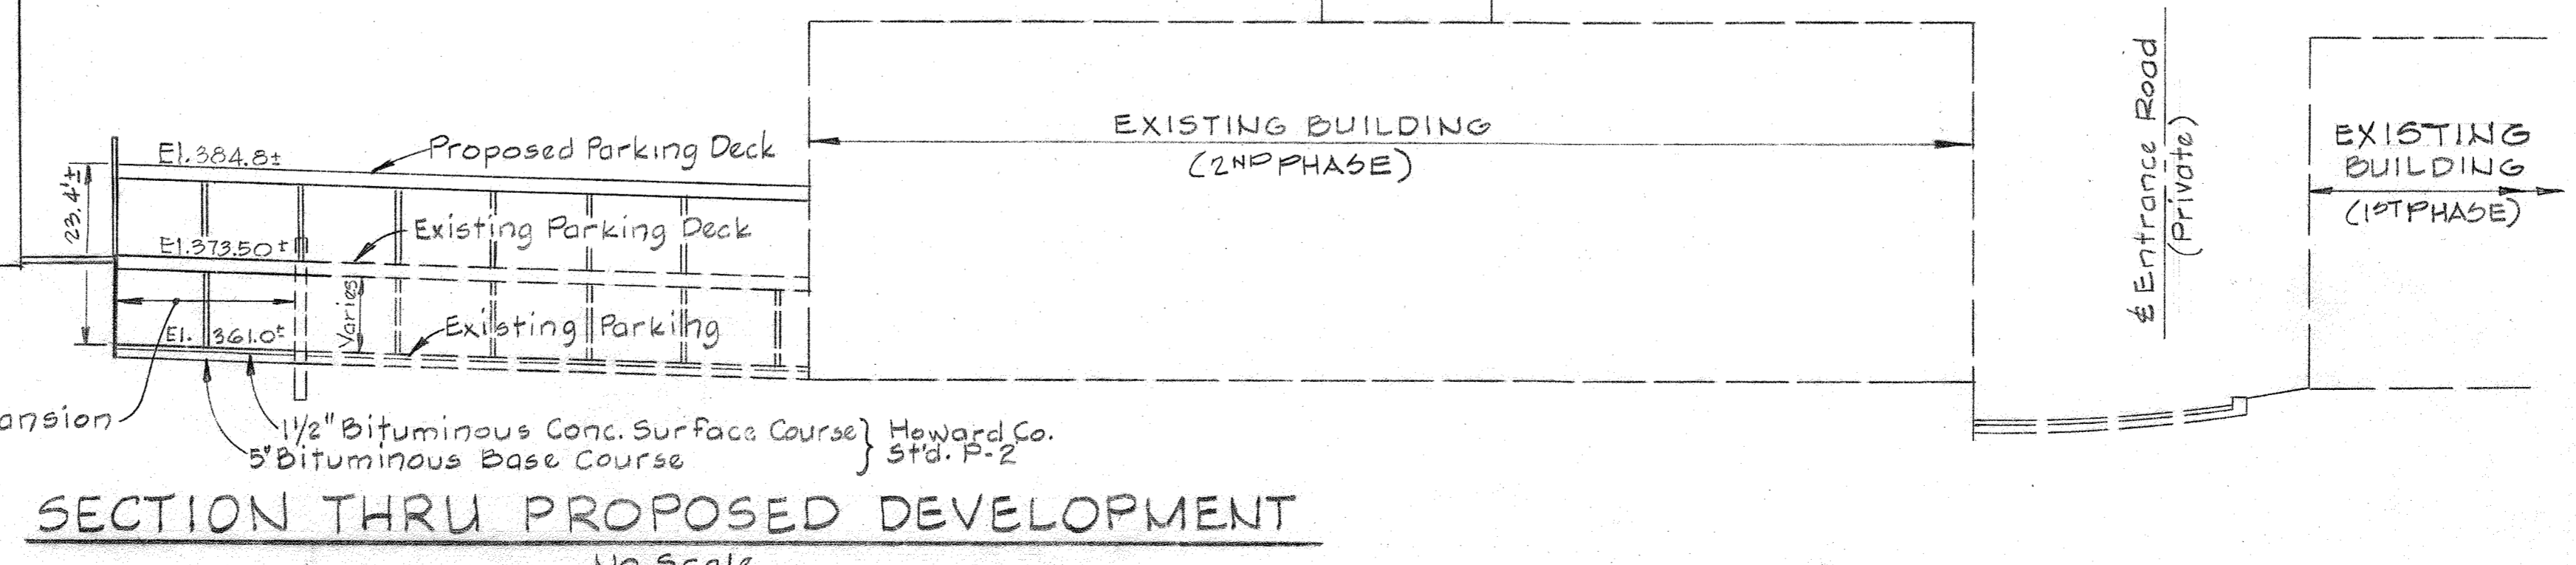 El.384.8±
Proposed Parking Deck
23.4'±
El.373.50±
Existing Parking Deck
Varies
El. 361.0±
Existing Parking
1 1/2" Bituminous Conc. Surface Course} Howard Co.
5" Bituminous Base Course Std. P-2
EXISTING BUILDING
(2ND PHASE)
℄ Entrance Road
(Private)
EXISTING
BUILDING
(1ST PHASE)
SECTION THRU PROPOSED DEVELOPMENT
No Scale